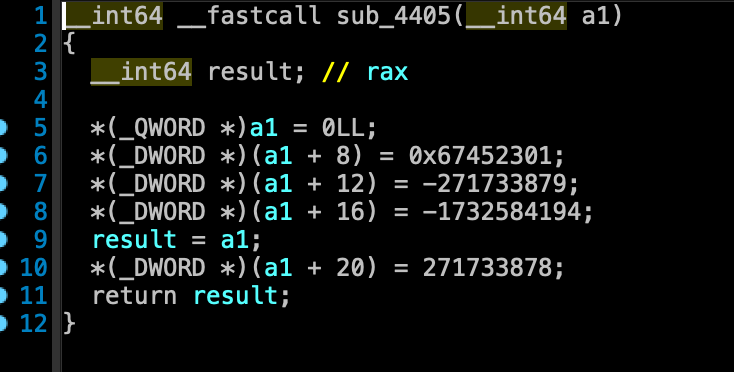 1 __int64 __fastcall sub_4405(__int64 a1)
2 {
3   __int64 result; // rax
4
5   *(_QWORD *)a1 = 0LL;
6   *(_DWORD *)(a1 + 8) = 0x67452301;
7   *(_DWORD *)(a1 + 12) = -271733879;
8   *(_DWORD *)(a1 + 16) = -1732584194;
9   result = a1;
10   *(_DWORD *)(a1 + 20) = 271733878;
11   return result;
12 }